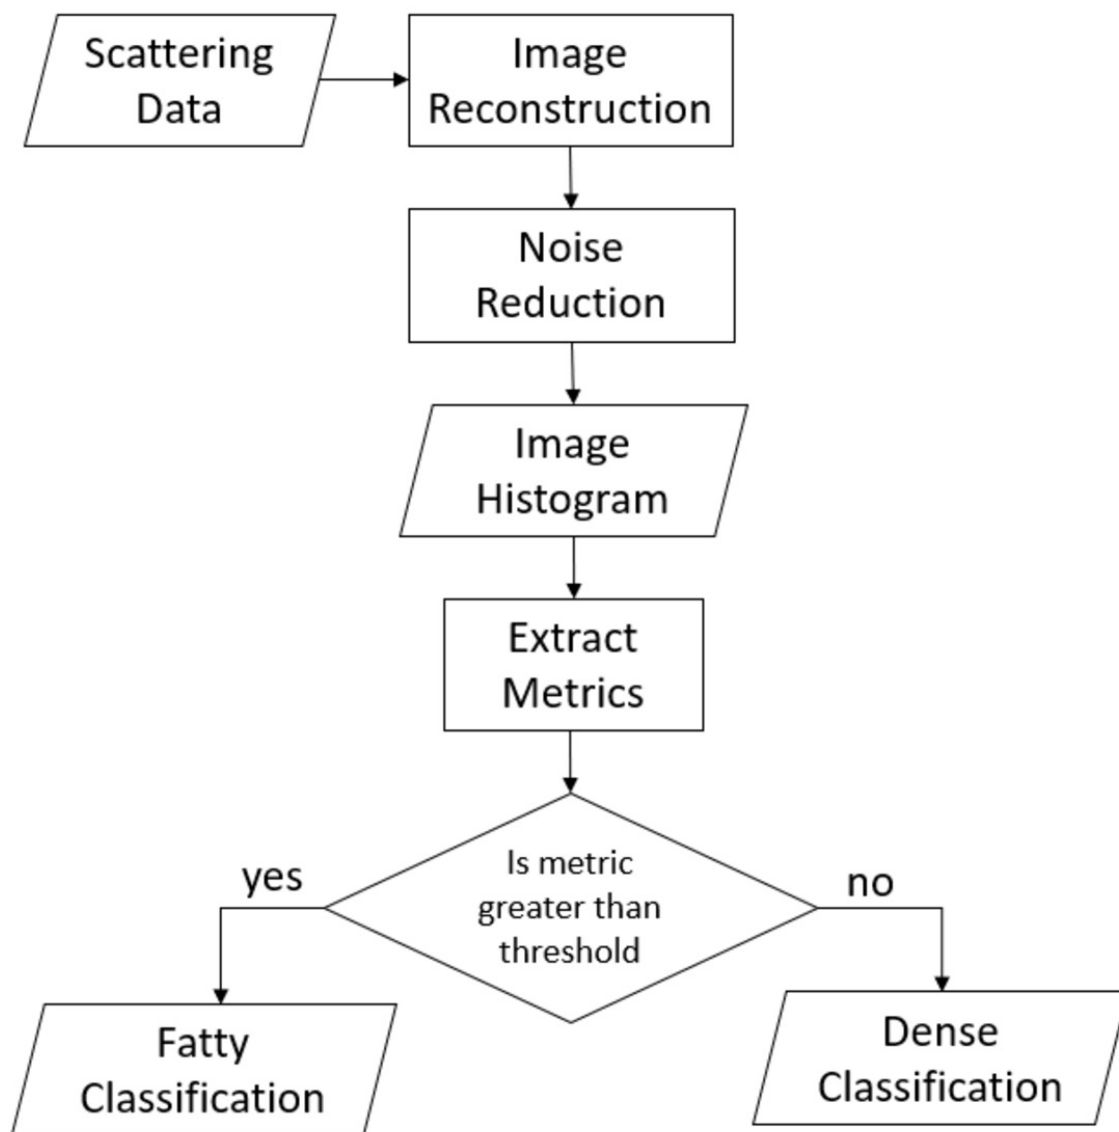 Scattering
Data
Image
Reconstruction
Noise
Reduction
Image
Histogram
Extract
Metrics
Is metric
greater than
threshold
yes
no
Fatty
Classification
Dense
Classification